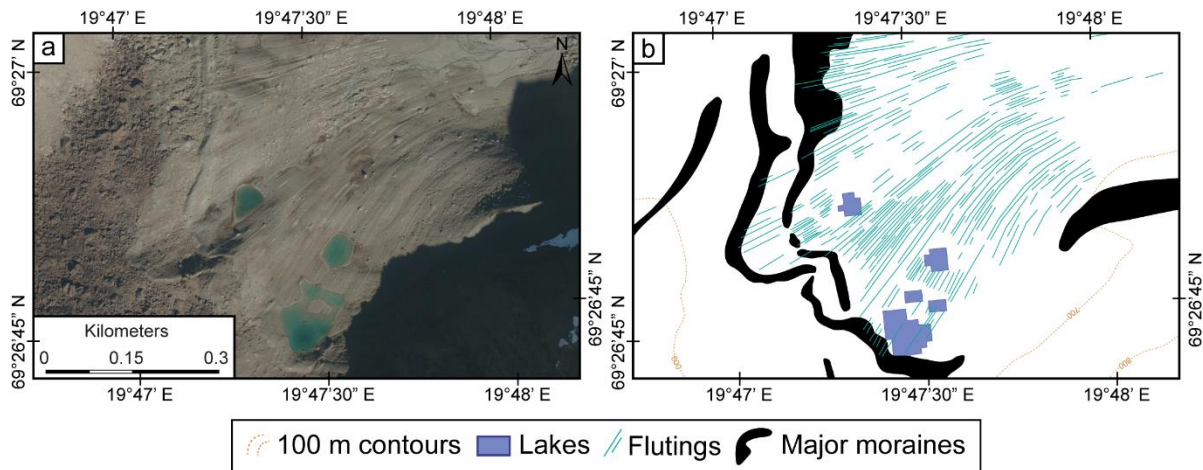 19°47' E 19°47'30" E 19°48' E
a
N
69°27' N
69°26'45" N
69°26'45" N
Kilometers
0 0.15 0.3
19°47' E 19°47'30" E 19°48' E
19°47' E 19°47'30" E 19°48' E
b
69°27' N
69°26'45" N
69°26'45" N
600
700
800
19°47' E 19°47'30" E 19°48' E
100 m contours Lakes Flutings Major moraines